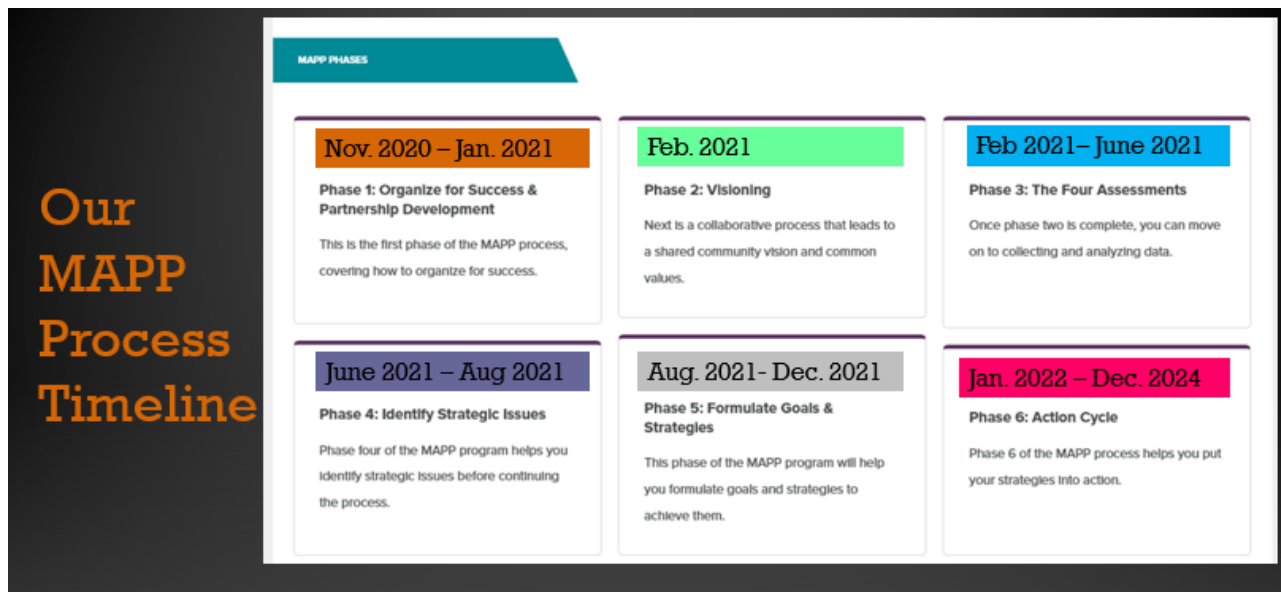 Our
MAPP
Process
Timeline
MAPP PHASES
Nov. 2020 – Jan. 2021
Phase 1: Organize for Success &
Partnership Development
This is the first phase of the MAPP process,
covering how to organize for success.
Feb. 2021
Phase 2: Visioning
Next is a collaborative process that leads to
a shared community vision and common
values.
Feb 2021– June 2021
Phase 3: The Four Assessments
Once phase two is complete, you can move
on to collecting and analyzing data.
June 2021 – Aug 2021
Phase 4: Identify Strategic Issues
Phase four of the MAPP program helps you
identify strategic issues before continuing
the process.
Aug. 2021- Dec. 2021
Phase 5: Formulate Goals &
Strategies
This phase of the MAPP program will help
you formulate goals and strategies to
achieve them.
Jan. 2022 – Dec. 2024
Phase 6: Action Cycle
Phase 6 of the MAPP process helps you put
your strategies into action.